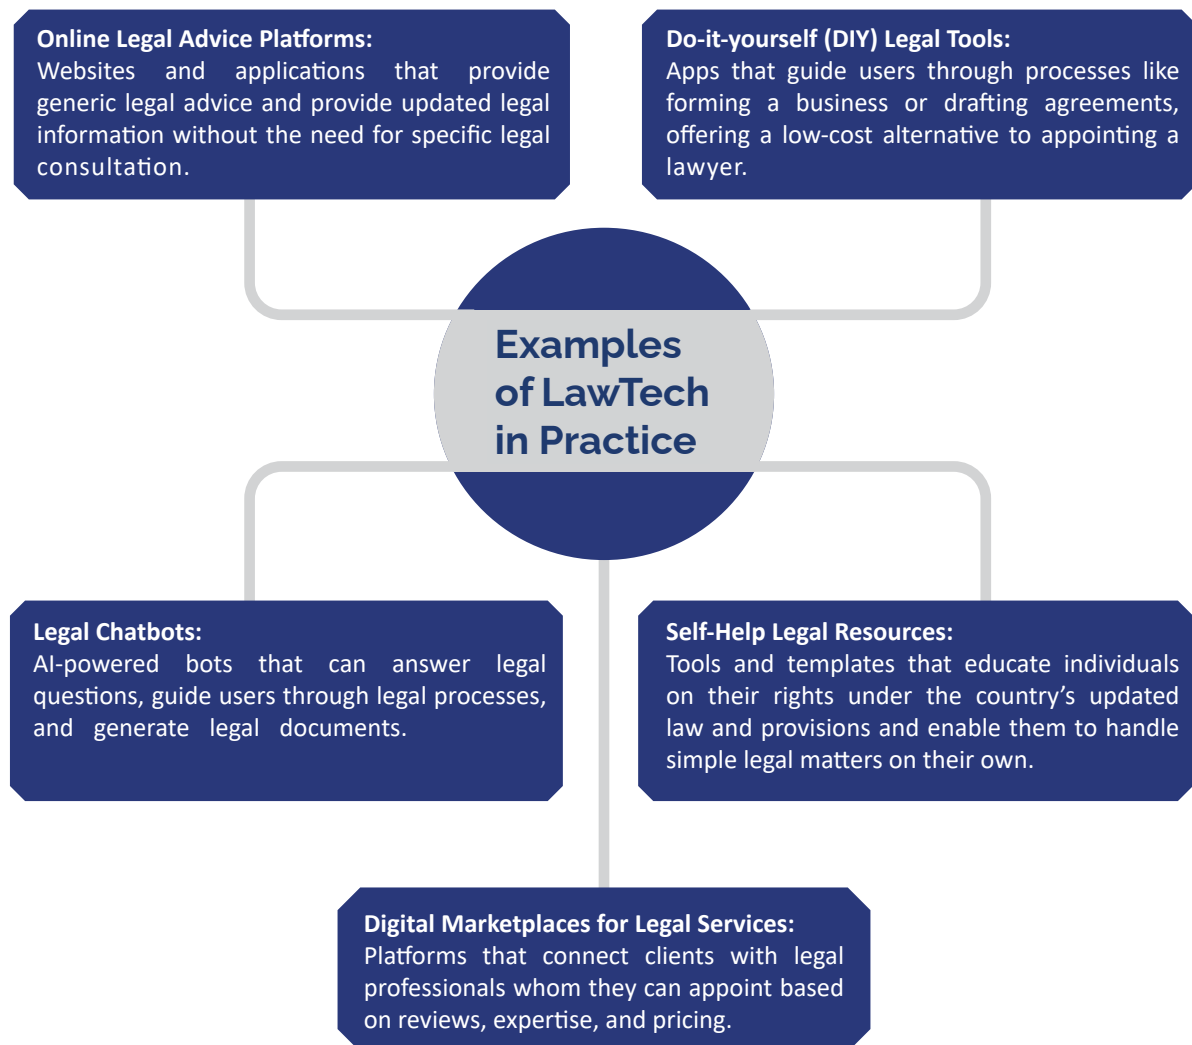 Online Legal Advice Platforms:
Websites and applications that provide
generic legal advice and provide updated legal
information without the need for specific legal
consultation.
Do-it-yourself (DIY) Legal Tools:
Apps that guide users through processes like
forming a business or drafting agreements,
offering a low-cost alternative to appointing a
lawyer.
Examples
of LawTech
in Practice
Legal Chatbots:
AI-powered bots that can answer legal
questions, guide users through legal processes,
and generate legal documents.
Self-Help Legal Resources:
Tools and templates that educate individuals
on their rights under the country’s updated
law and provisions and enable them to handle
simple legal matters on their own.
Digital Marketplaces for Legal Services:
Platforms that connect clients with legal
professionals whom they can appoint based
on reviews, expertise, and pricing.